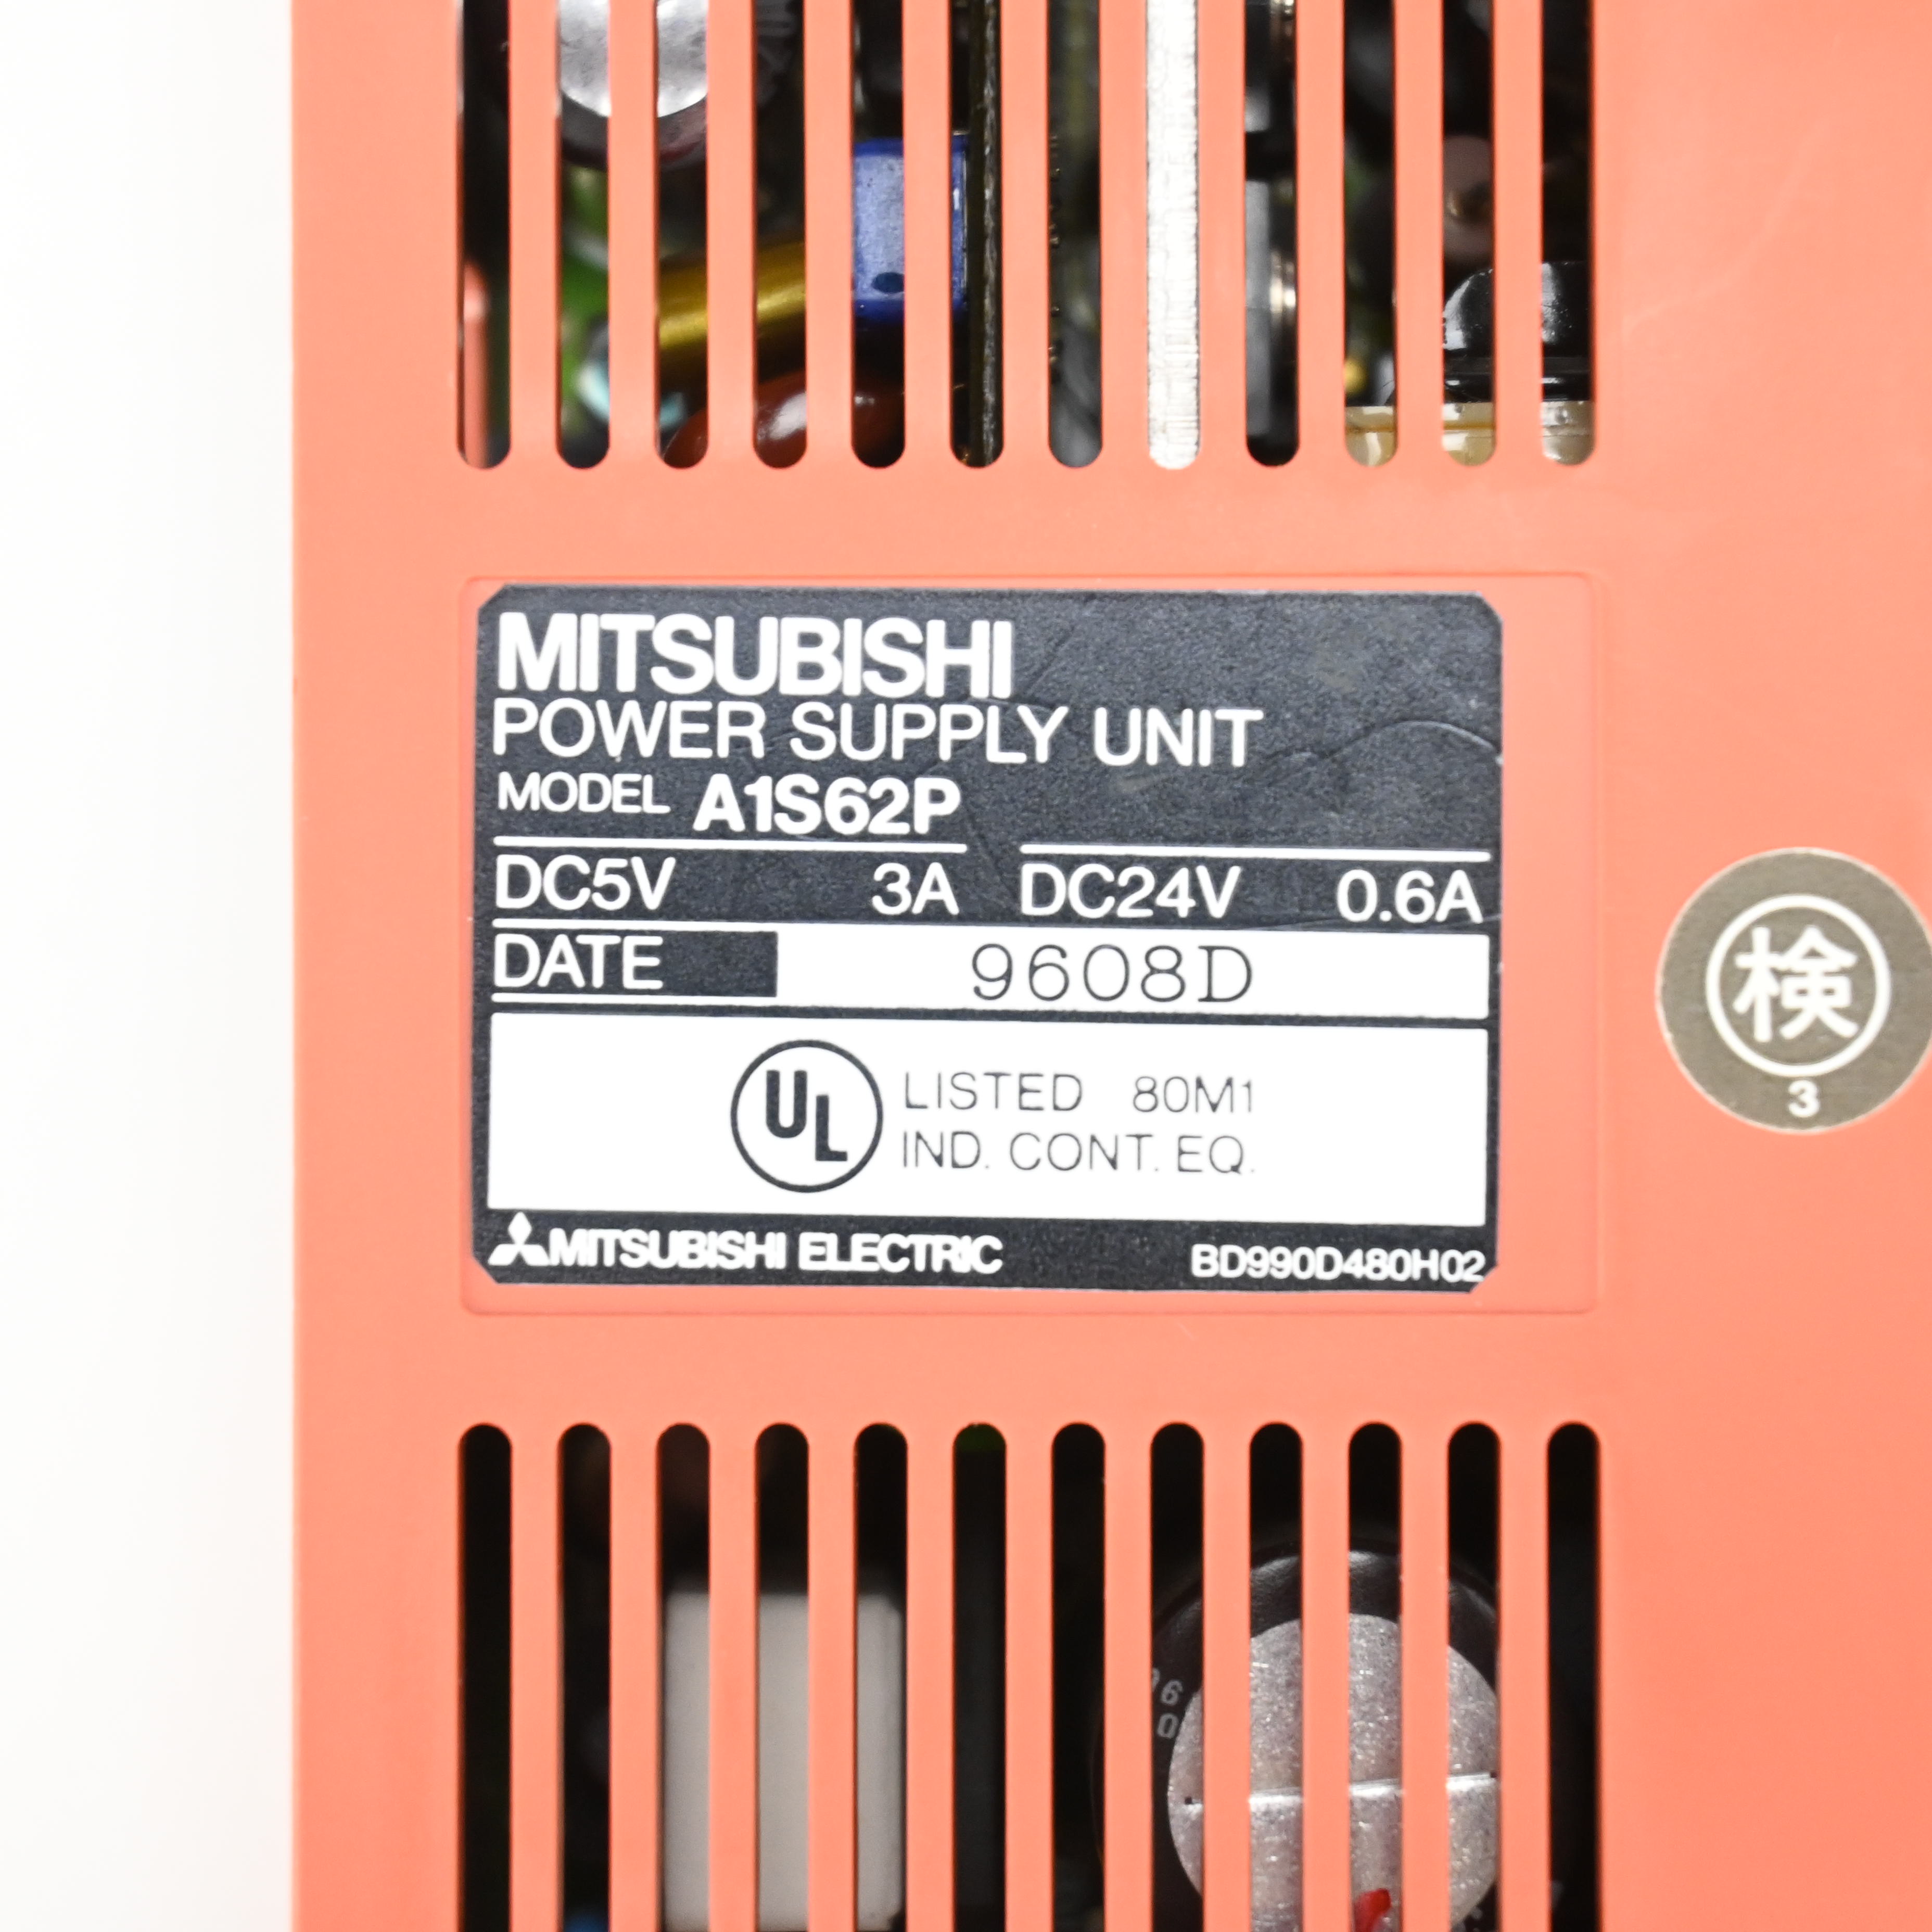 MITSUBISHI
POWER SUPPLY UNIT
MODEL A1S62P
DC5V 3A DC24V 0.6A
DATE 9608D
UL LISTED 80M1
IND. CONT. EQ.
MITSUBISHI ELECTRIC BD990D480H02
検
3